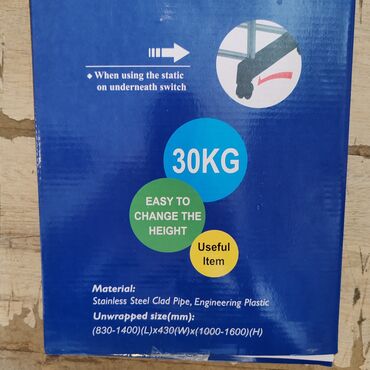 ◆ When using the static
on underneath switch
30KG
EASY TO
CHANGE THE
HEIGHT
Useful
Item
Material:
Stainless Steel Clad Pipe, Engineering Plastic
Unwrapped size(mm):
(830-1400)(L)x430(W)x(1000-1600)(H)